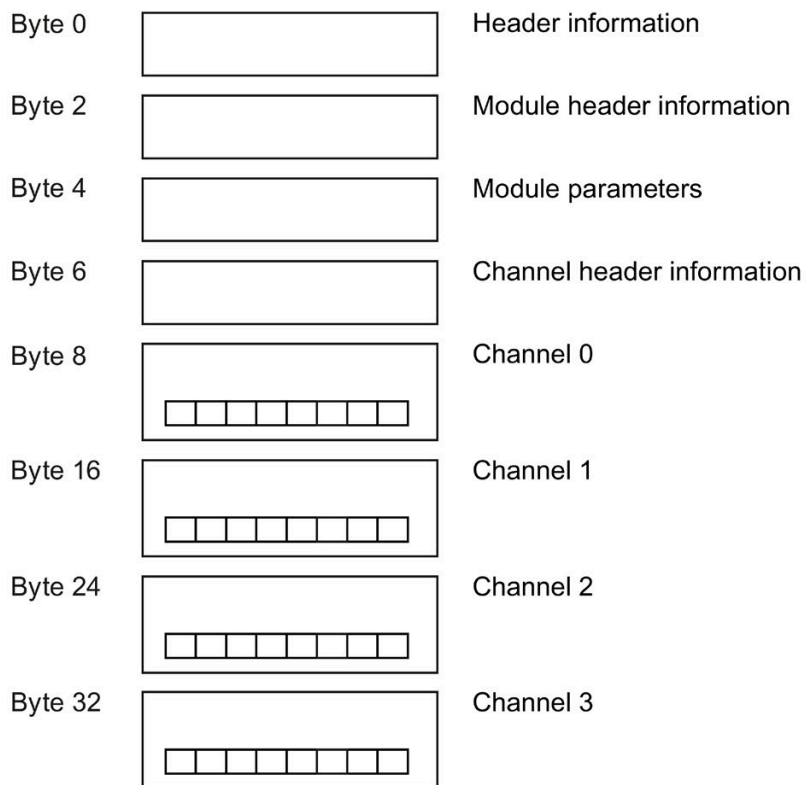 Byte 0 Header information
Byte 2 Module header information
Byte 4 Module parameters
Byte 6 Channel header information
Byte 8 Channel 0
Byte 16 Channel 1
Byte 24 Channel 2
Byte 32 Channel 3